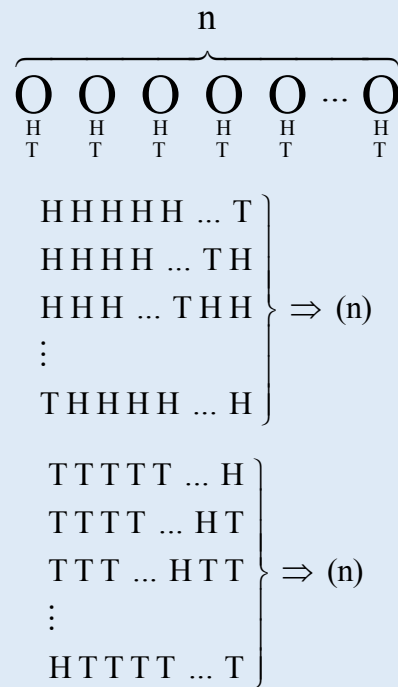 n
O O O O O ... O
H H H H H H
T T T T T T
H H H H H ... T
H H H H ... T H
H H H ... T H H ⇒ (n)
⋮
T H H H H ... H
T T T T T ... H
T T T T ... H T
T T T ... H T T ⇒ (n)
⋮
H T T T T ... T